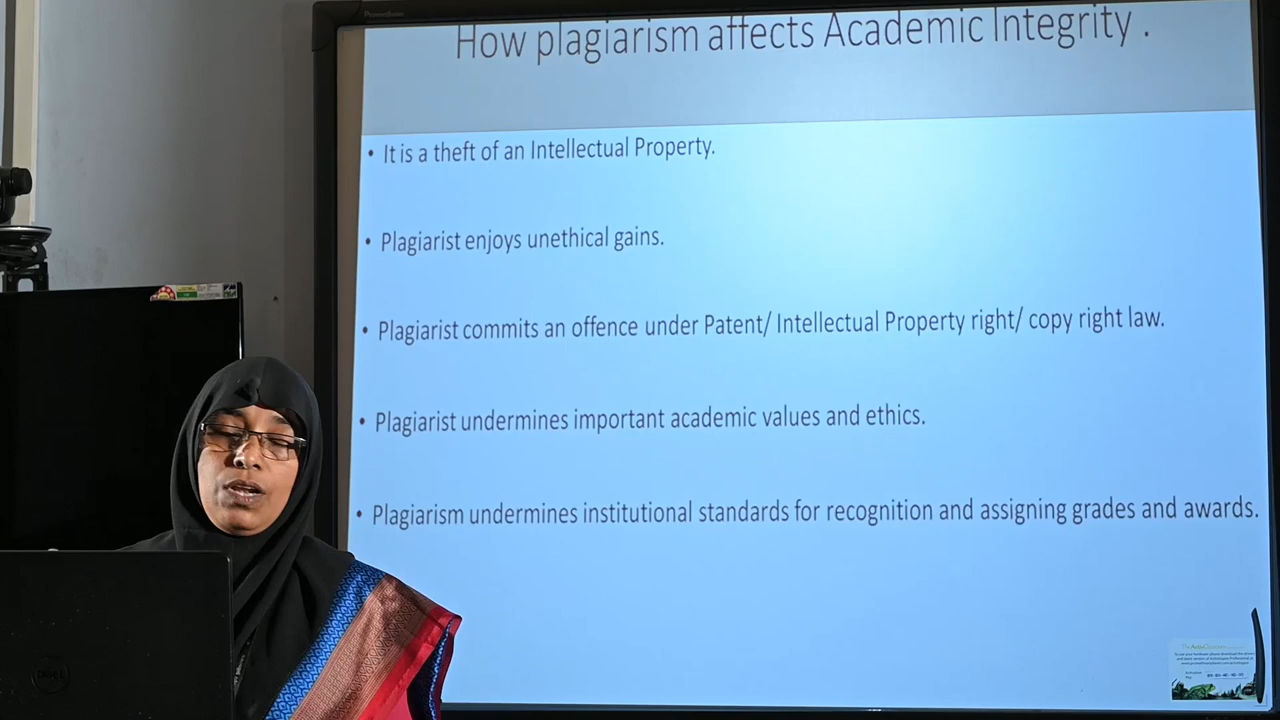 How plagiarism affects Academic Integrity .
• It is a theft of an Intellectual Property.
• Plagiarist enjoys unethical gains.
• Plagiarist commits an offence under Patent/ Intellectual Property right/ copy right law.
• Plagiarist undermines important academic values and ethics.
• Plagiarism undermines institutional standards for recognition and assigning grades and awards.
DELL